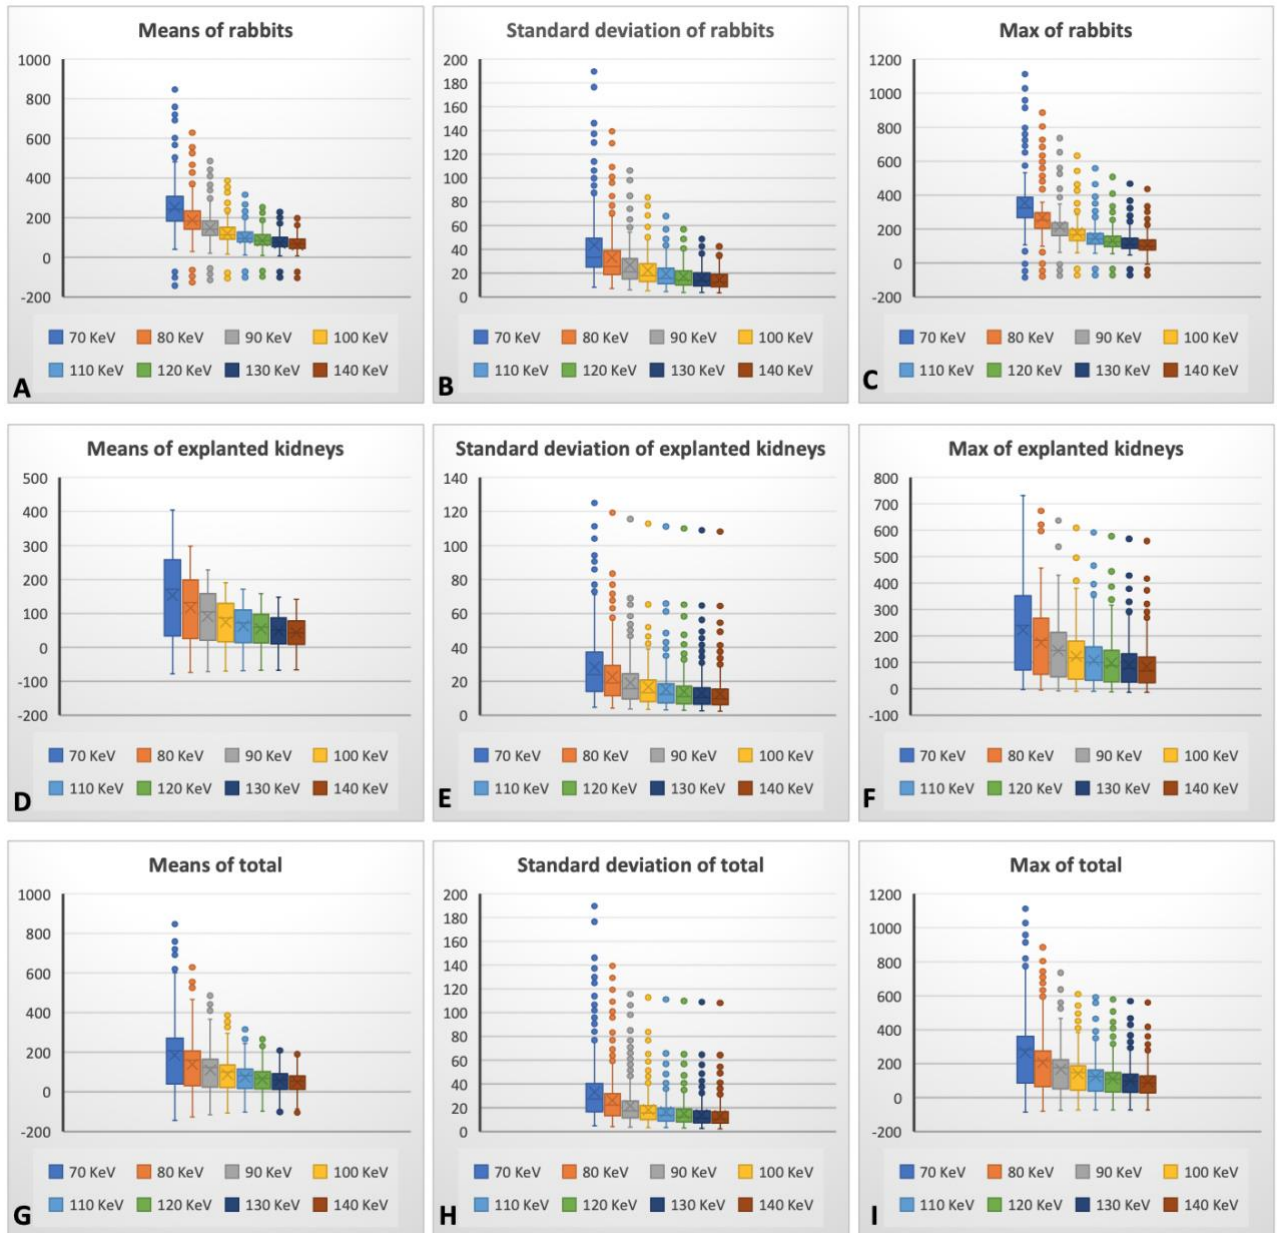 Means of rabbits
1000
800
600
400
200
0
-200
70 KeV 80 KeV 90 KeV 100 KeV
110 KeV 120 KeV 130 KeV 140 KeV
A
Standard deviation of rabbits
200
180
160
140
120
100
80
60
40
20
0
70 KeV 80 KeV 90 KeV 100 KeV
110 KeV 120 KeV 130 KeV 140 KeV
B
Max of rabbits
1200
1000
800
600
400
200
0
-200
70 KeV 80 KeV 90 KeV 100 KeV
110 KeV 120 KeV 130 KeV 140 KeV
C
Means of explanted kidneys
500
400
300
200
100
0
-100
-200
70 KeV 80 KeV 90 KeV 100 KeV
110 KeV 120 KeV 130 KeV 140 KeV
D
Standard deviation of explanted kidneys
140
120
100
80
60
40
20
0
70 KeV 80 KeV 90 KeV 100 KeV
110 KeV 120 KeV 130 KeV 140 KeV
E
Max of explanted kidneys
800
700
600
500
400
300
200
100
0
-100
70 KeV 80 KeV 90 KeV 100 KeV
110 KeV 120 KeV 130 KeV 140 KeV
F
Means of total
1000
800
600
400
200
0
-200
70 KeV 80 KeV 90 KeV 100 KeV
110 KeV 120 KeV 130 KeV 140 KeV
G
Standard deviation of total
200
180
160
140
120
100
80
60
40
20
0
70 KeV 80 KeV 90 KeV 100 KeV
110 KeV 120 KeV 130 KeV 140 KeV
H
Max of total
1200
1000
800
600
400
200
0
-200
70 KeV 80 KeV 90 KeV 100 KeV
110 KeV 120 KeV 130 KeV 140 KeV
I